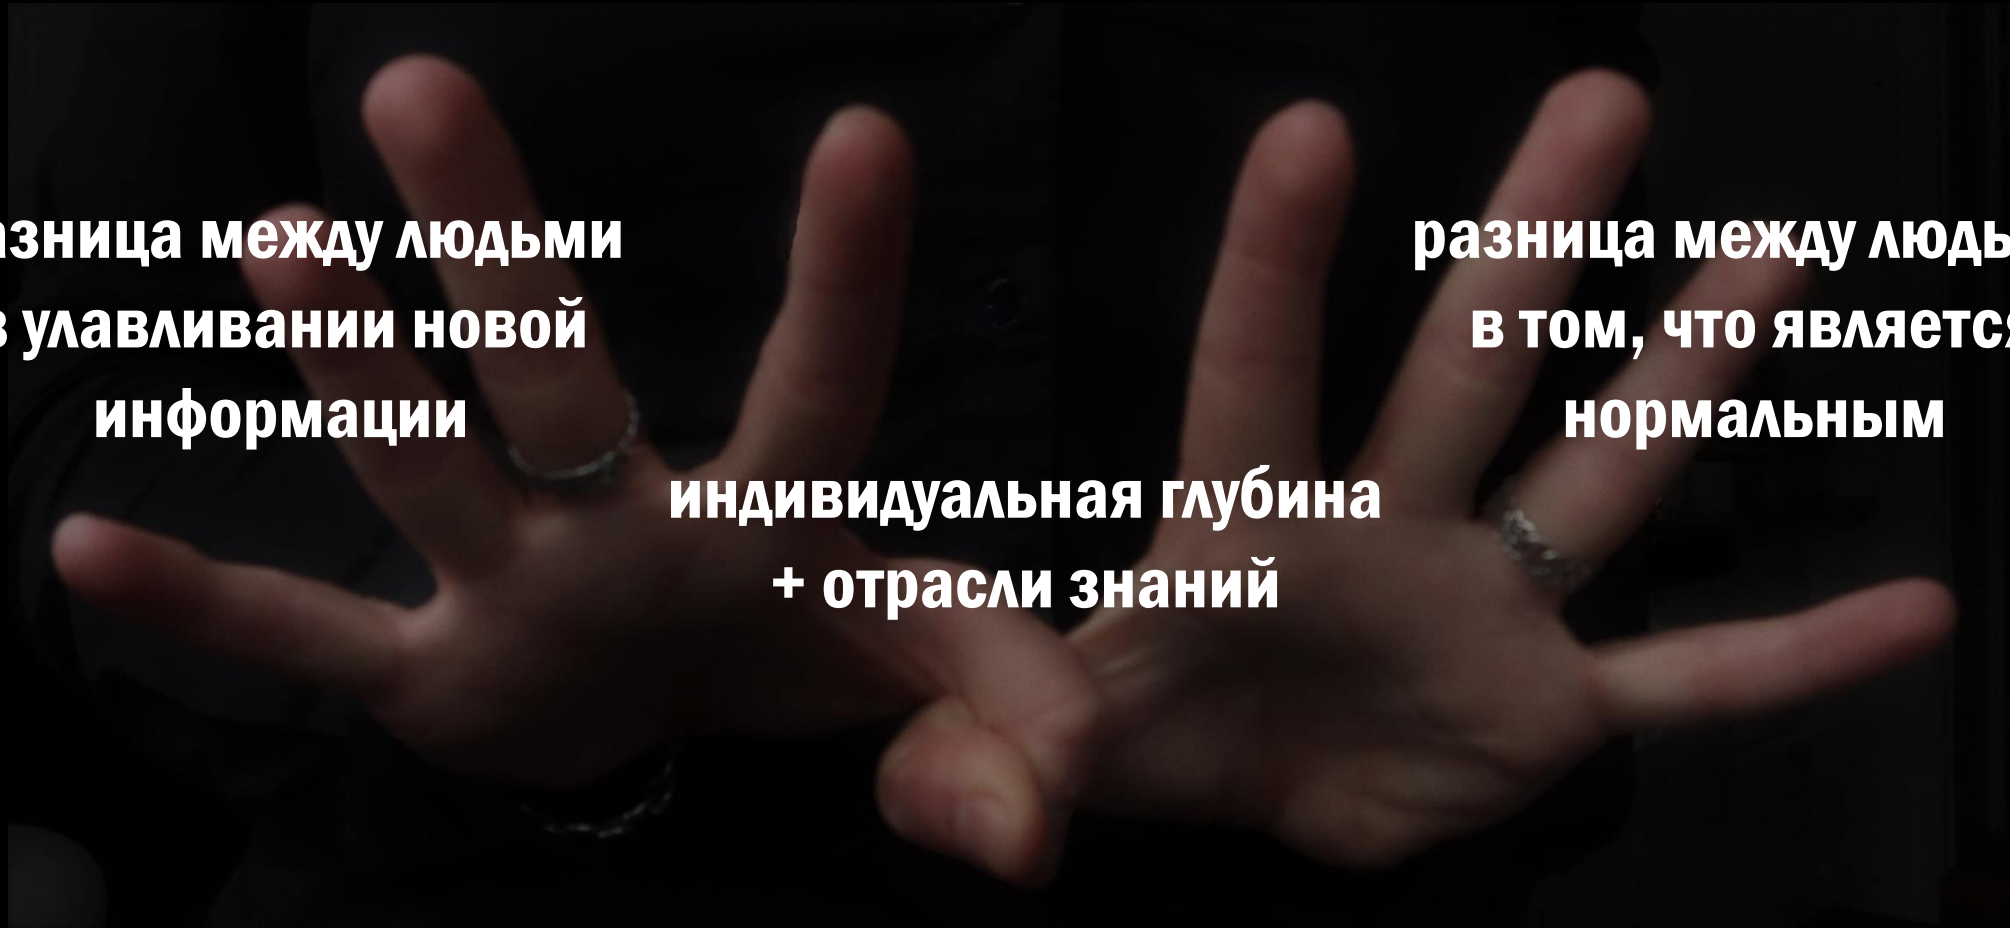 азница между людьми
в улавливании новой
информации
разница между людь
в том, что являетс
нормальным
индивидуальная глубина
+ отрасли знаний